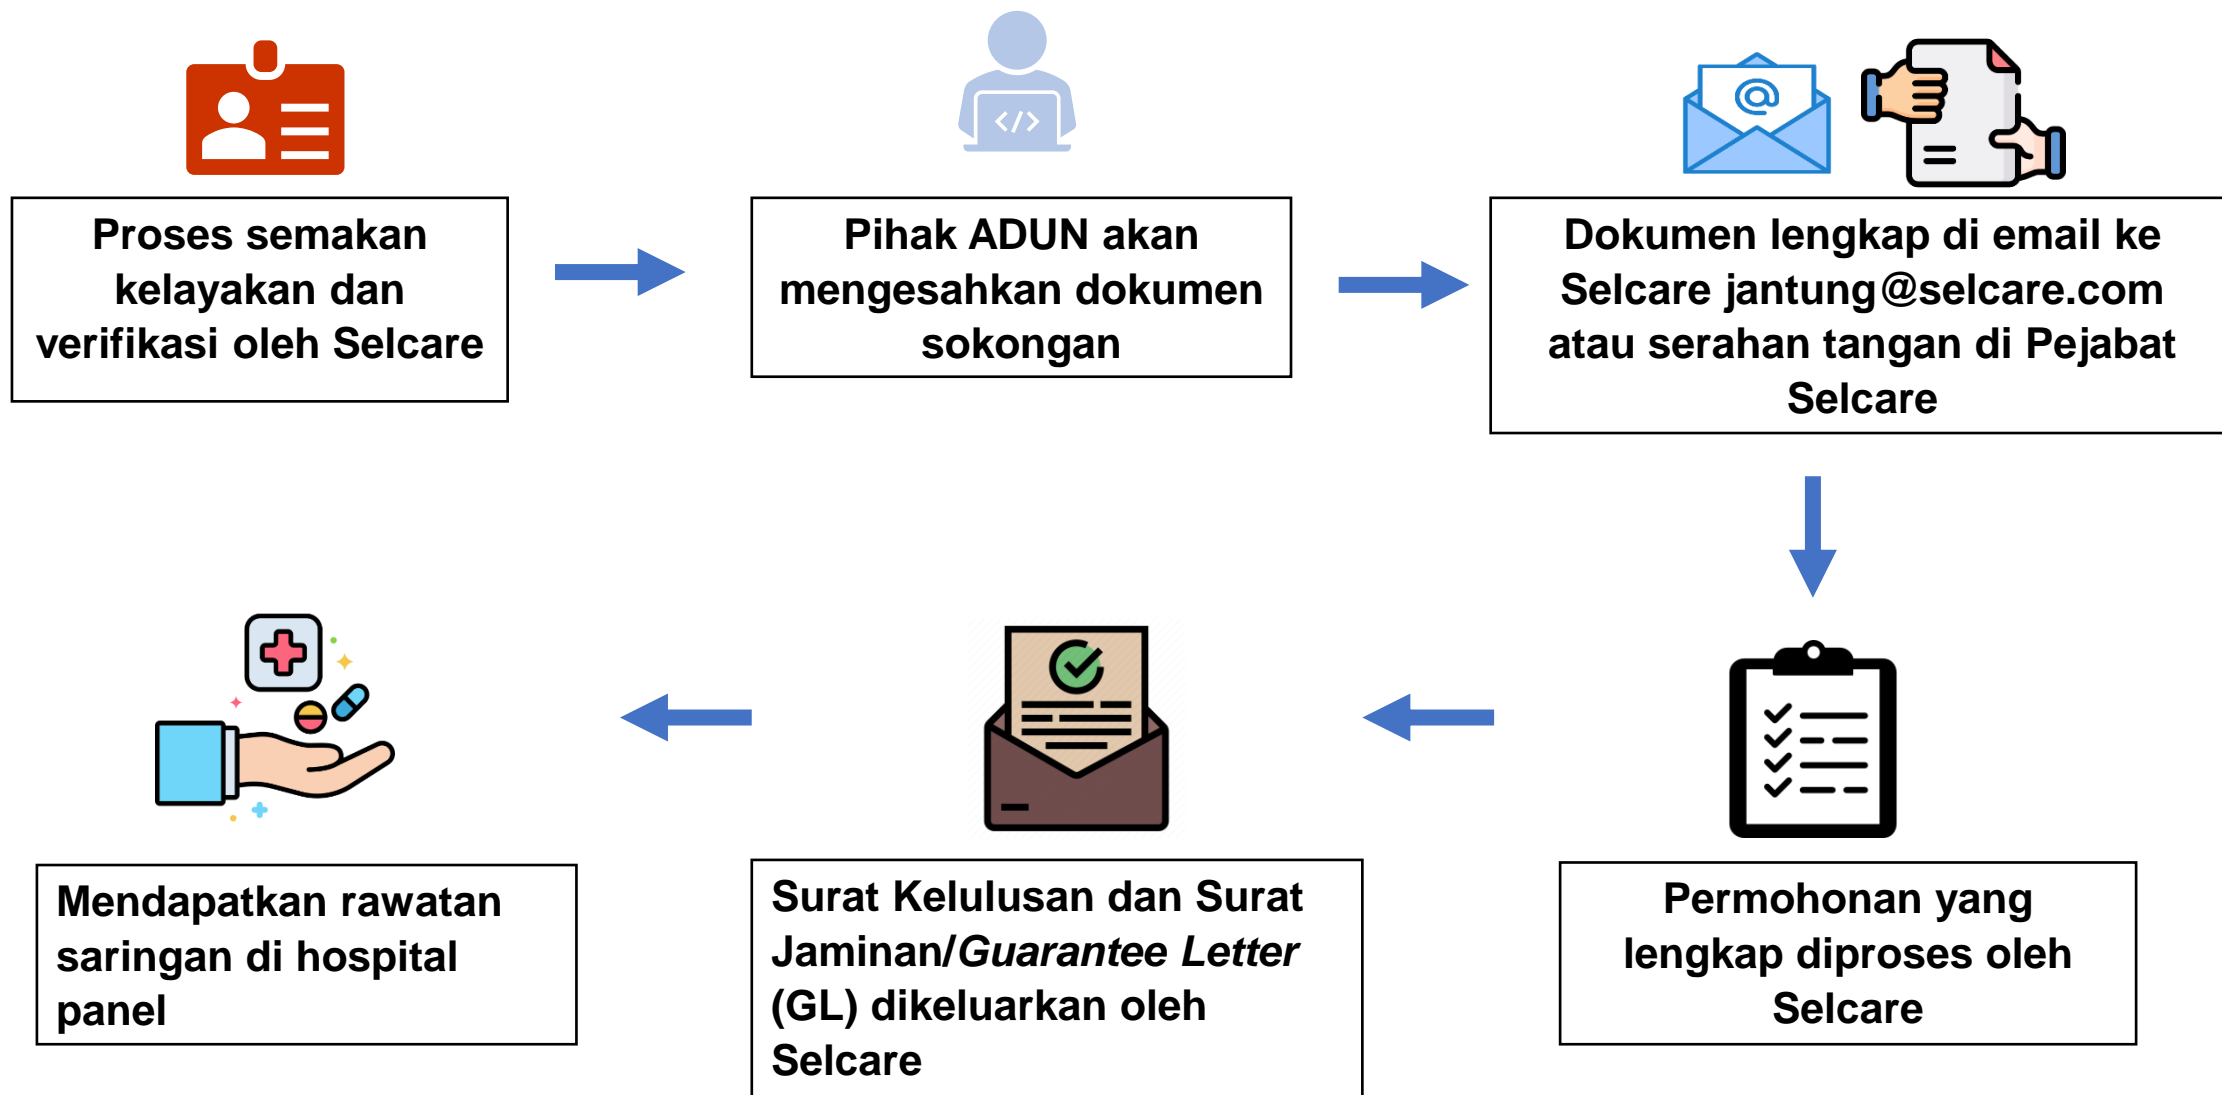 Proses semakan
kelayakan dan
verifikasi oleh Selcare
Pihak ADUN akan
mengesahkan dokumen
sokongan
Dokumen lengkap di email ke
Selcare jantung@selcare.com
atau serahan tangan di Pejabat
Selcare
Permohonan yang
lengkap diproses oleh
Selcare
Surat Kelulusan dan Surat
Jaminan/Guarantee Letter
(GL) dikeluarkan oleh
Selcare
Mendapatkan rawatan
saringan di hospital
panel